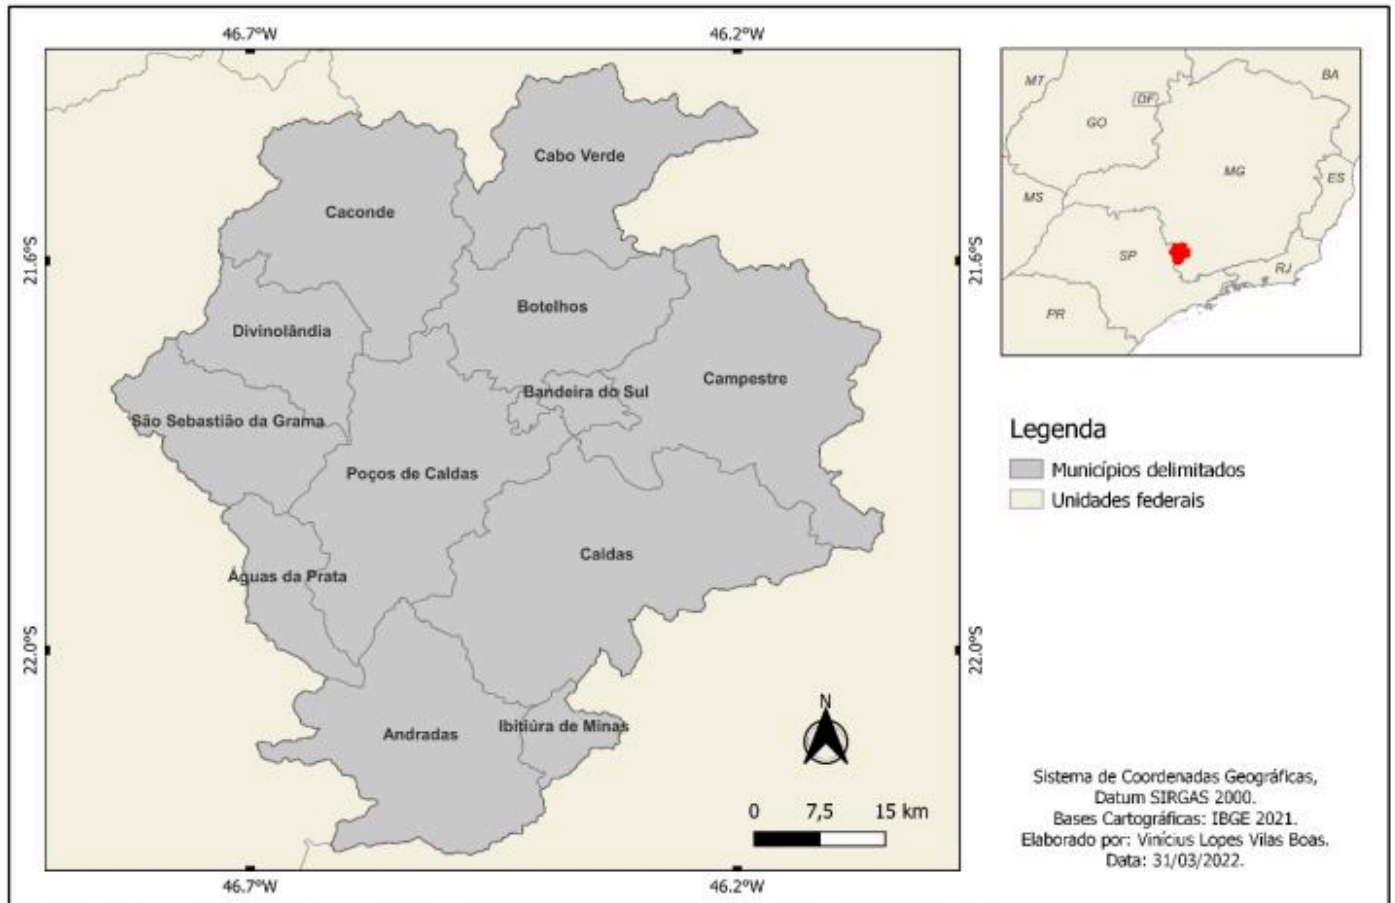 46.7°W
46.2°W
21.6°S
21.6°S
22.0°S
22.0°S
46.7°W
46.2°W
Cabo Verde
Caconde
Botelhos
Divinolândia
Campestre
Bandeira do Sul
São Sebastião da Grama
Poços de Caldas
Caldas
Águas da Prata
Ibitiúra de Minas
Andradas
N
0 7,5 15 km
MT
BA
DF
GO
MG
ES
MS
SP
RJ
PR
Legenda
Municípios delimitados
Unidades federais
Sistema de Coordenadas Geográficas,
Datum SIRGAS 2000.
Bases Cartográficas: IBGE 2021.
Elaborado por: Vinícius Lopes Vilas Boas.
Data: 31/03/2022.